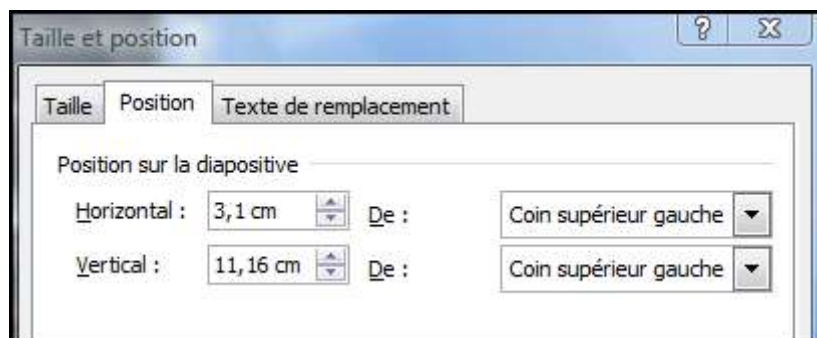 Taille et position
Taille Position Texte de remplacement
Position sur la diapositive
Horizontal : 3,1 cm De : Coin supérieur gauche
Vertical : 11,16 cm De : Coin supérieur gauche